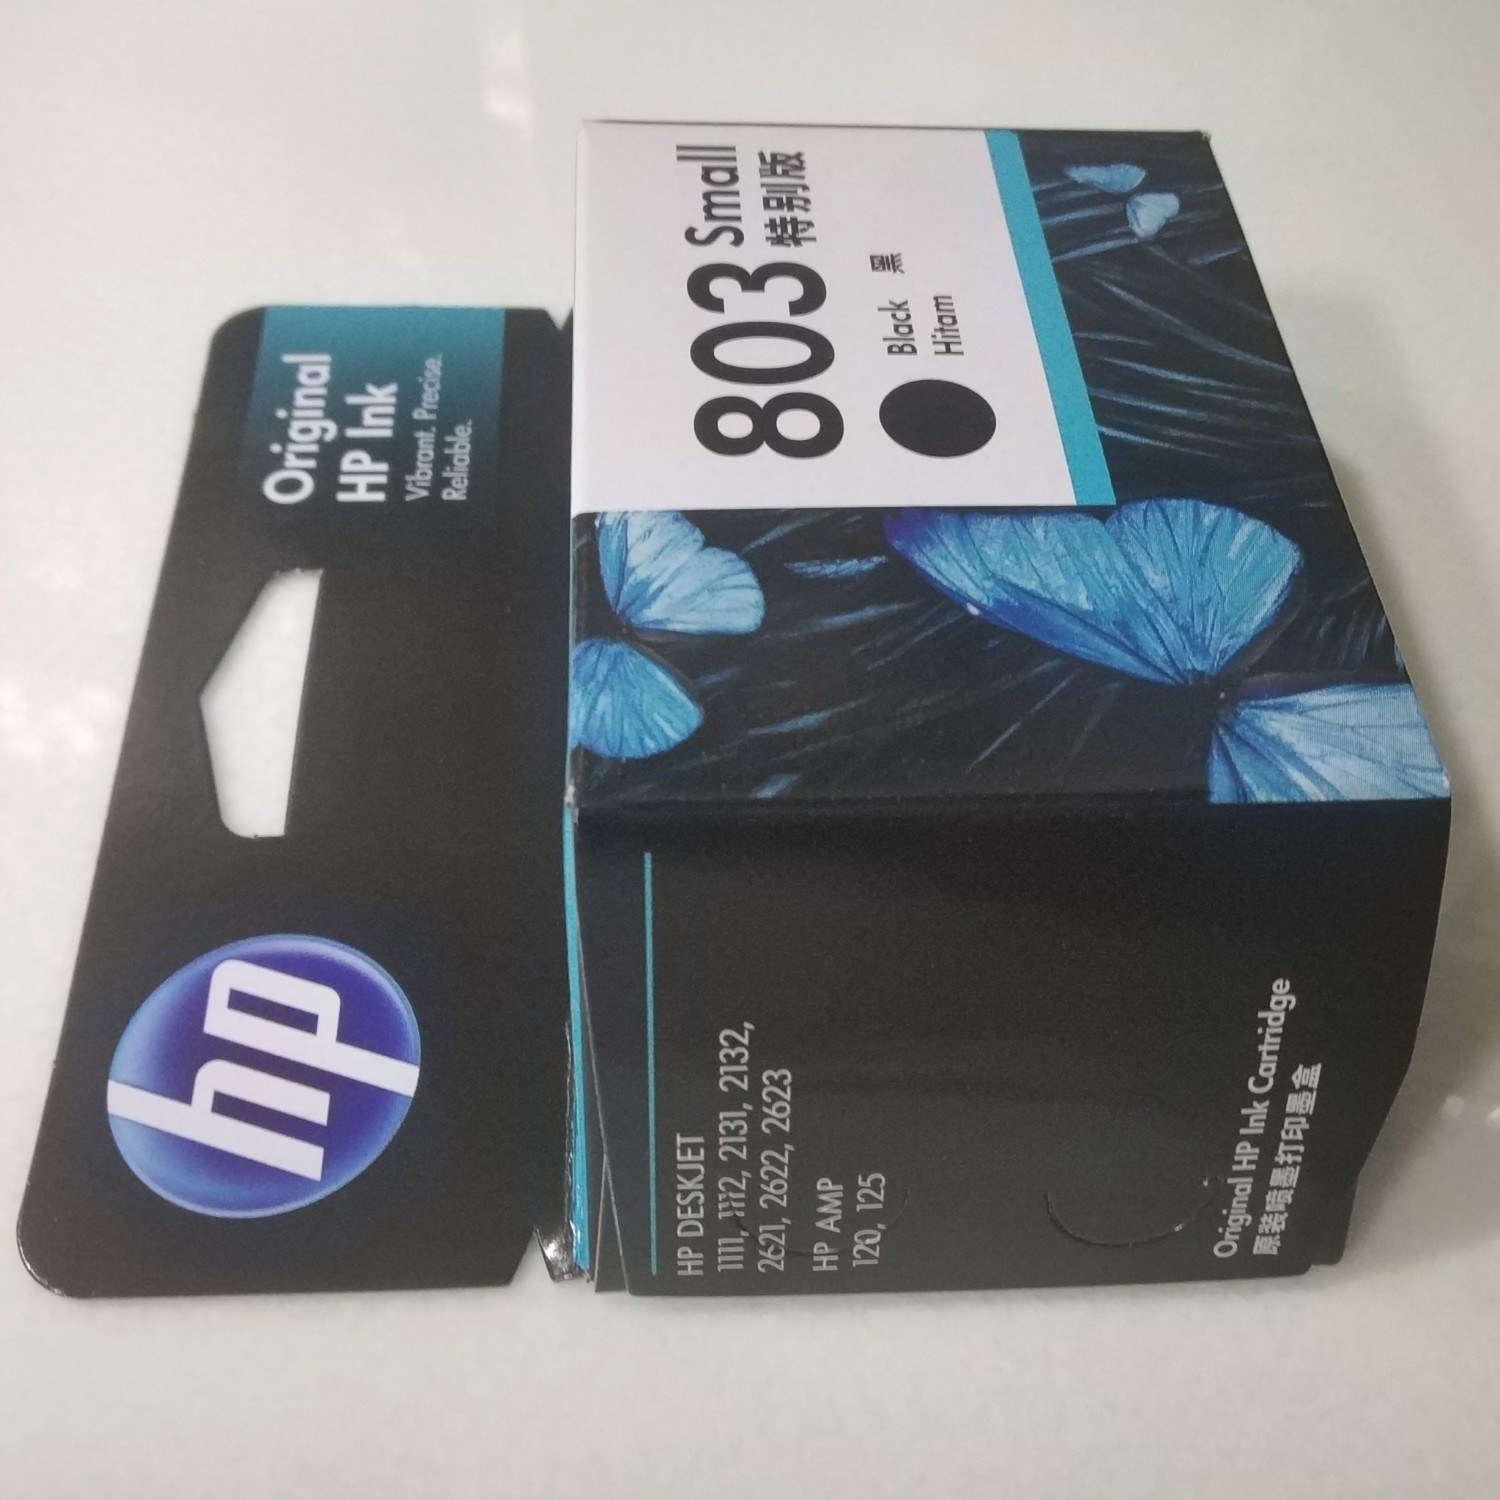 hp
Original
HP Ink
Vibrant. Precise.
Reliable.
803 Small
特别版
Black 黑
Hitam
HP DESKJET
1111, 1112, 2131, 2132,
2621, 2622, 2623
HP AMP
120, 125
Original HP Ink Cartridge
原装喷墨打印墨盒